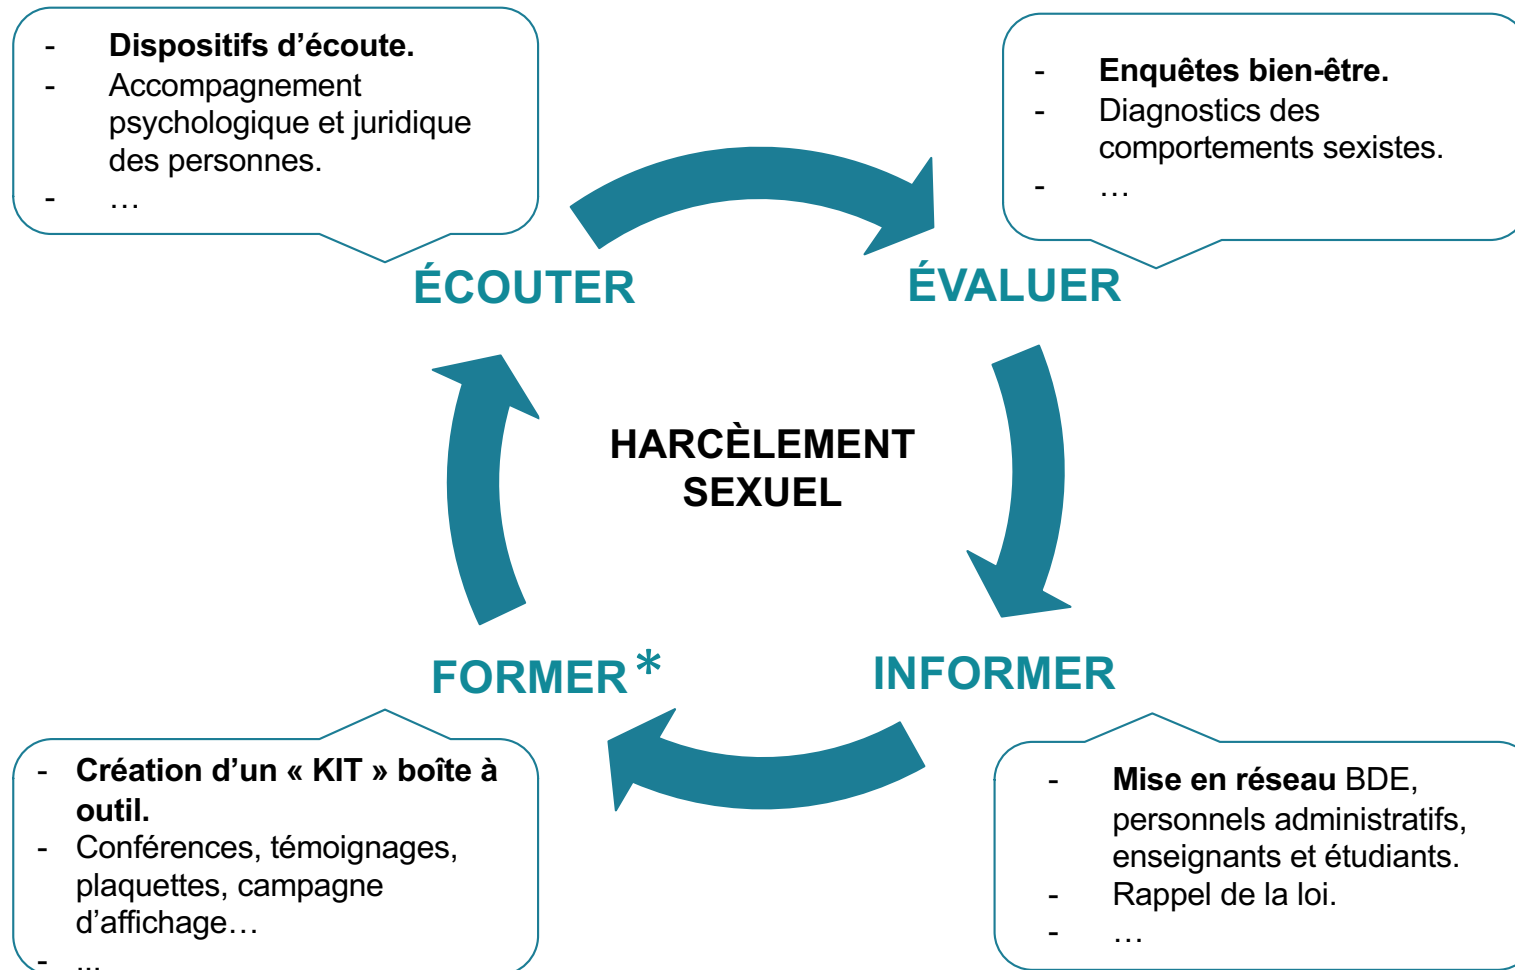 - Dispositifs d’écoute.
- Accompagnement
psychologique et juridique
des personnes.
- …
- Enquêtes bien-être.
- Diagnostics des
comportements sexistes.
- …
ÉCOUTER
ÉVALUER
HARCÈLEMENT
SEXUEL
FORMER*
INFORMER
- Création d’un « KIT » boîte à
outil.
- Conférences, témoignages,
plaquettes, campagne
d’affichage…
- ...
- Mise en réseau BDE,
personnels administratifs,
enseignants et étudiants.
- Rappel de la loi.
- …